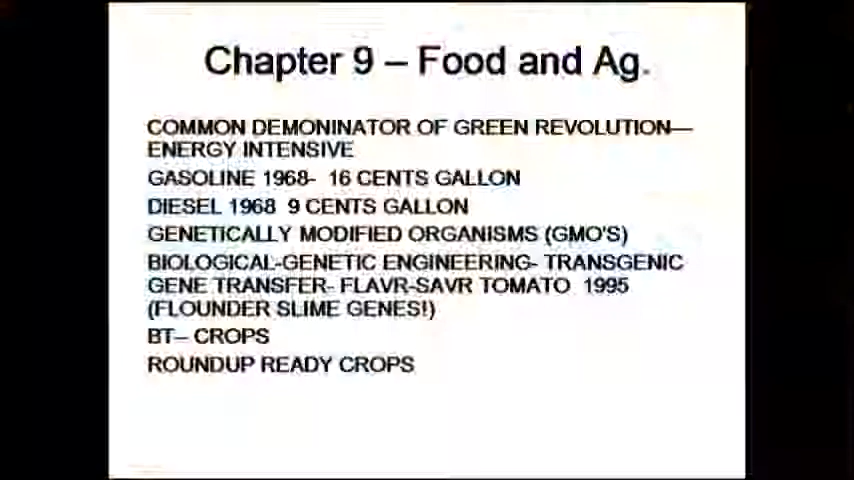 Chapter 9 – Food and Ag.
COMMON DEMONINATOR OF GREEN REVOLUTION—
ENERGY INTENSIVE
GASOLINE 1968- 16 CENTS GALLON
DIESEL 1968 9 CENTS GALLON
GENETICALLY MODIFIED ORGANISMS (GMO'S)
BIOLOGICAL-GENETIC ENGINEERING- TRANSGENIC
GENE TRANSFER- FLAVR-SAVR TOMATO 1995
(FLOUNDER SLIME GENES!)
BT– CROPS
ROUNDUP READY CROPS